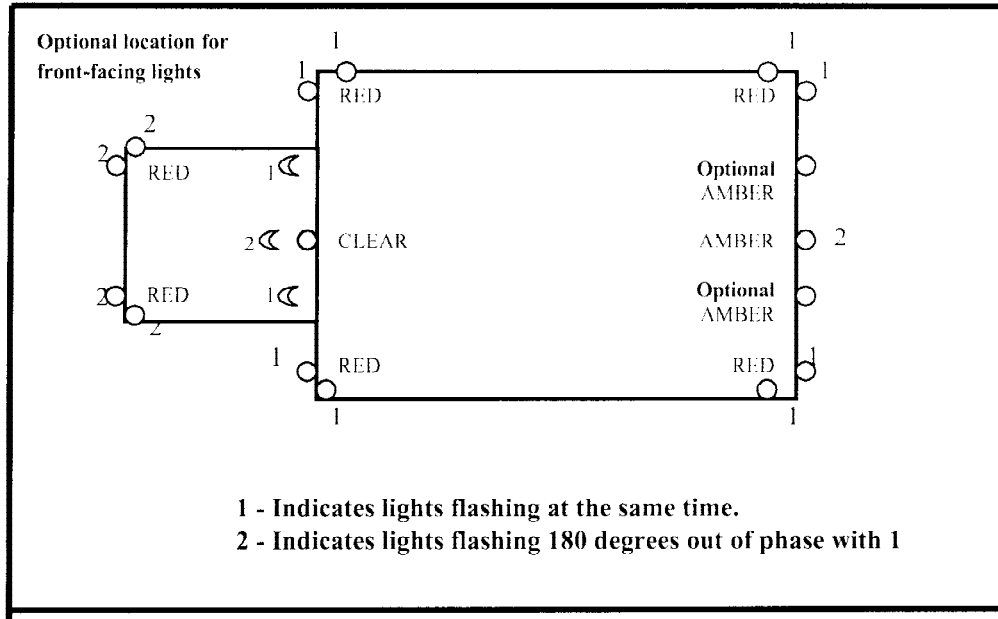 Optional location for
front-facing lights
1
1
1
1
RED
RED
2
2
RED
1
Optional
AMBER
2
CLEAR
AMBER
2
2
RED
1
Optional
AMBER
2
1
RED
RED
1
1
1
1 - Indicates lights flashing at the same time.
2 - Indicates lights flashing 180 degrees out of phase with 1